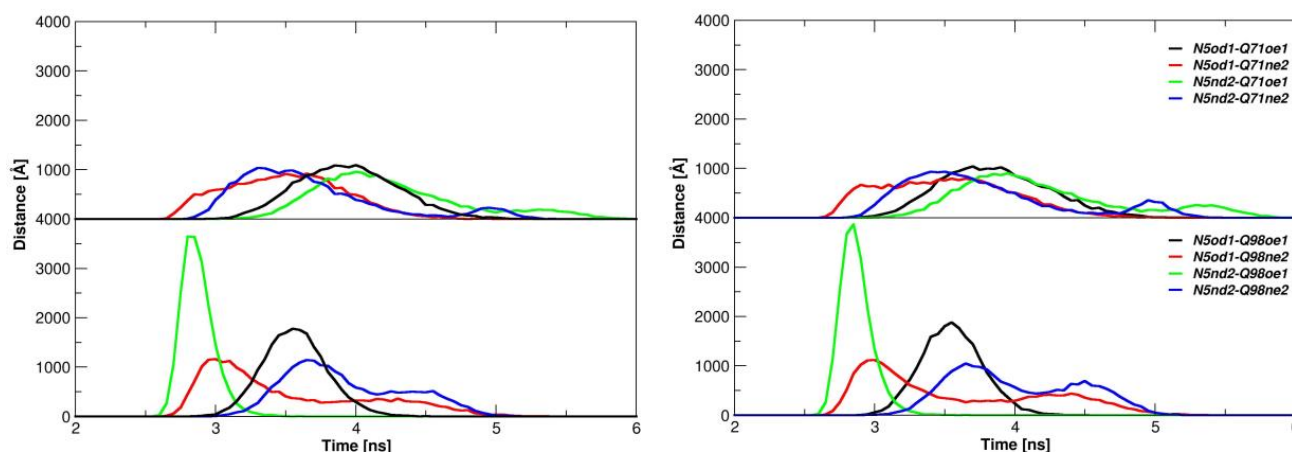 4000
3000
2000
1000
4000
3000
2000
1000
0
2
3
4
5
6
Distance [Å]
Time [ns]
4000
3000
2000
1000
4000
3000
2000
1000
0
2
3
4
5
Distance [Å]
Time [ns]
N5od1-Q71oe1
N5od1-Q71ne2
N5nd2-Q71oe1
N5nd2-Q71ne2
N5od1-Q98oe1
N5od1-Q98ne2
N5nd2-Q98oe1
N5nd2-Q98ne2